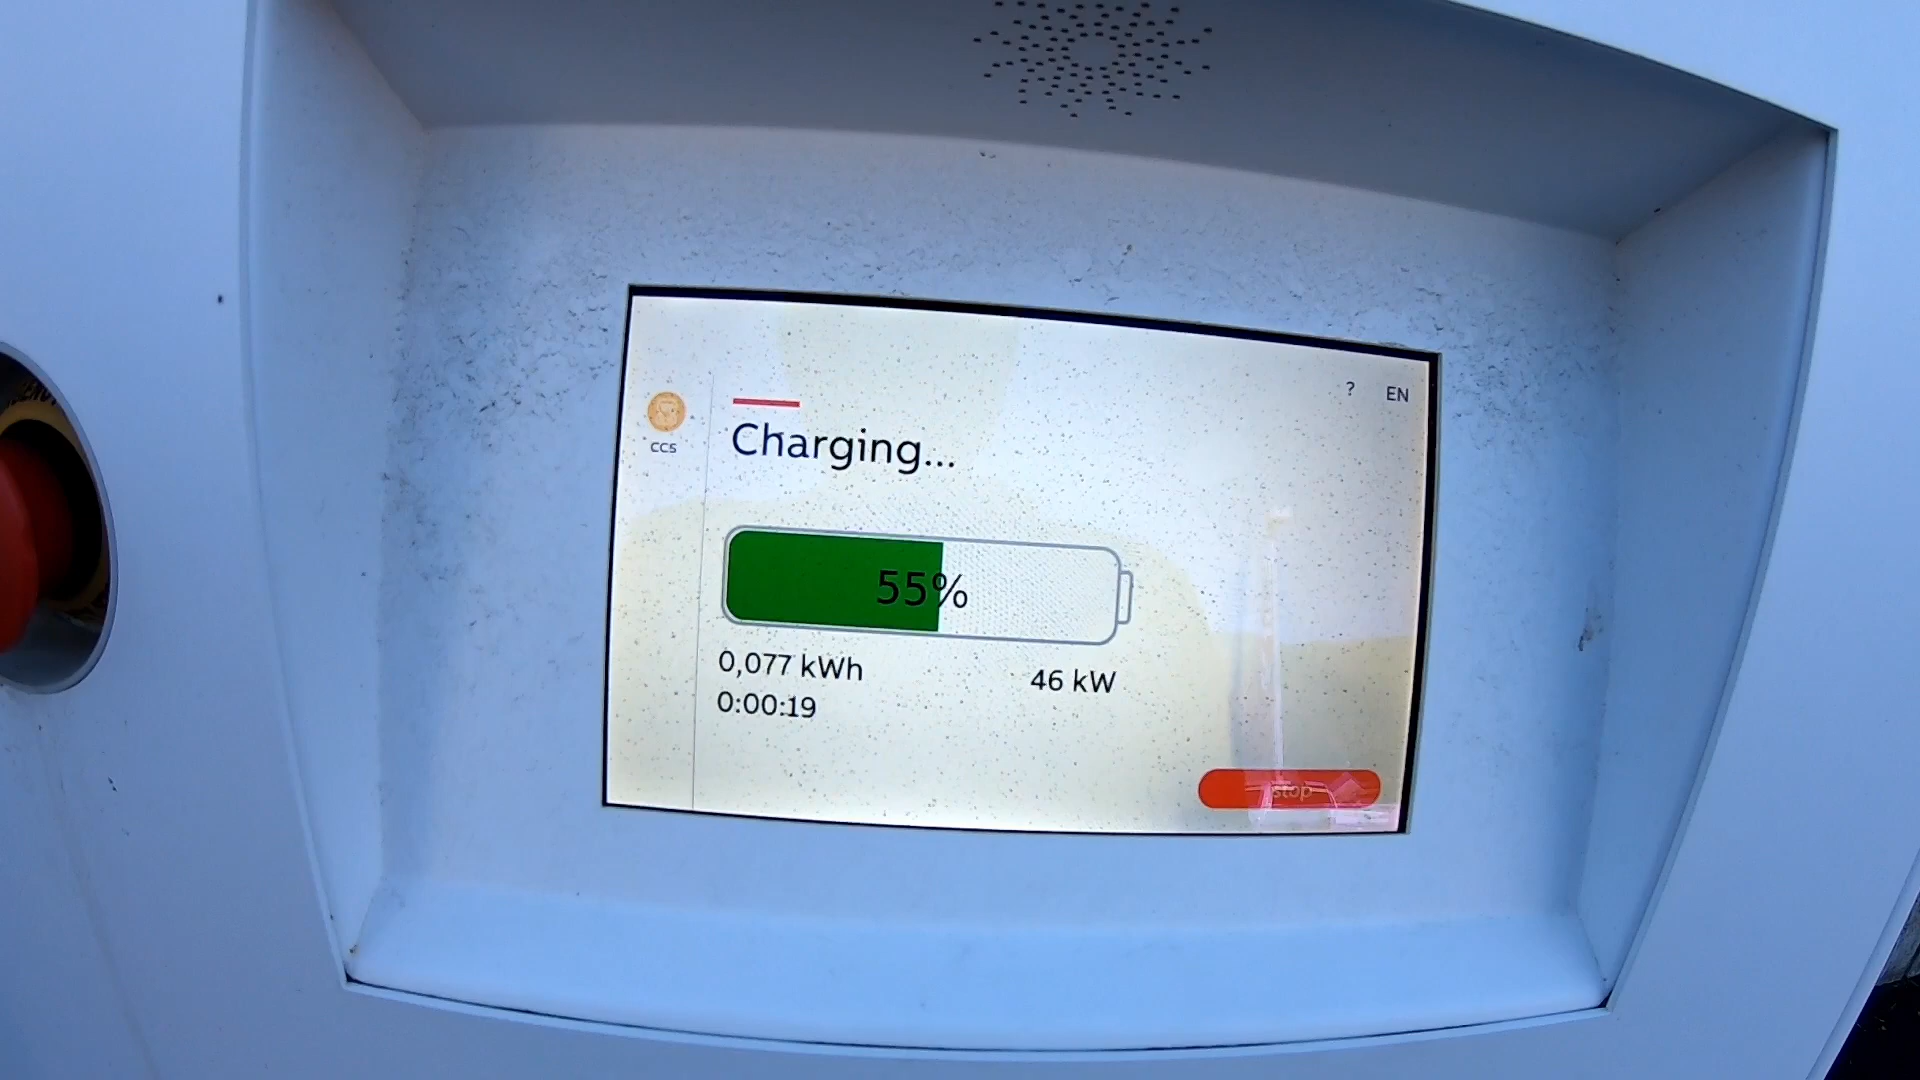 ? EN
CCS
Charging...
55%
0,077 kWh
46 kW
0:00:19
stop